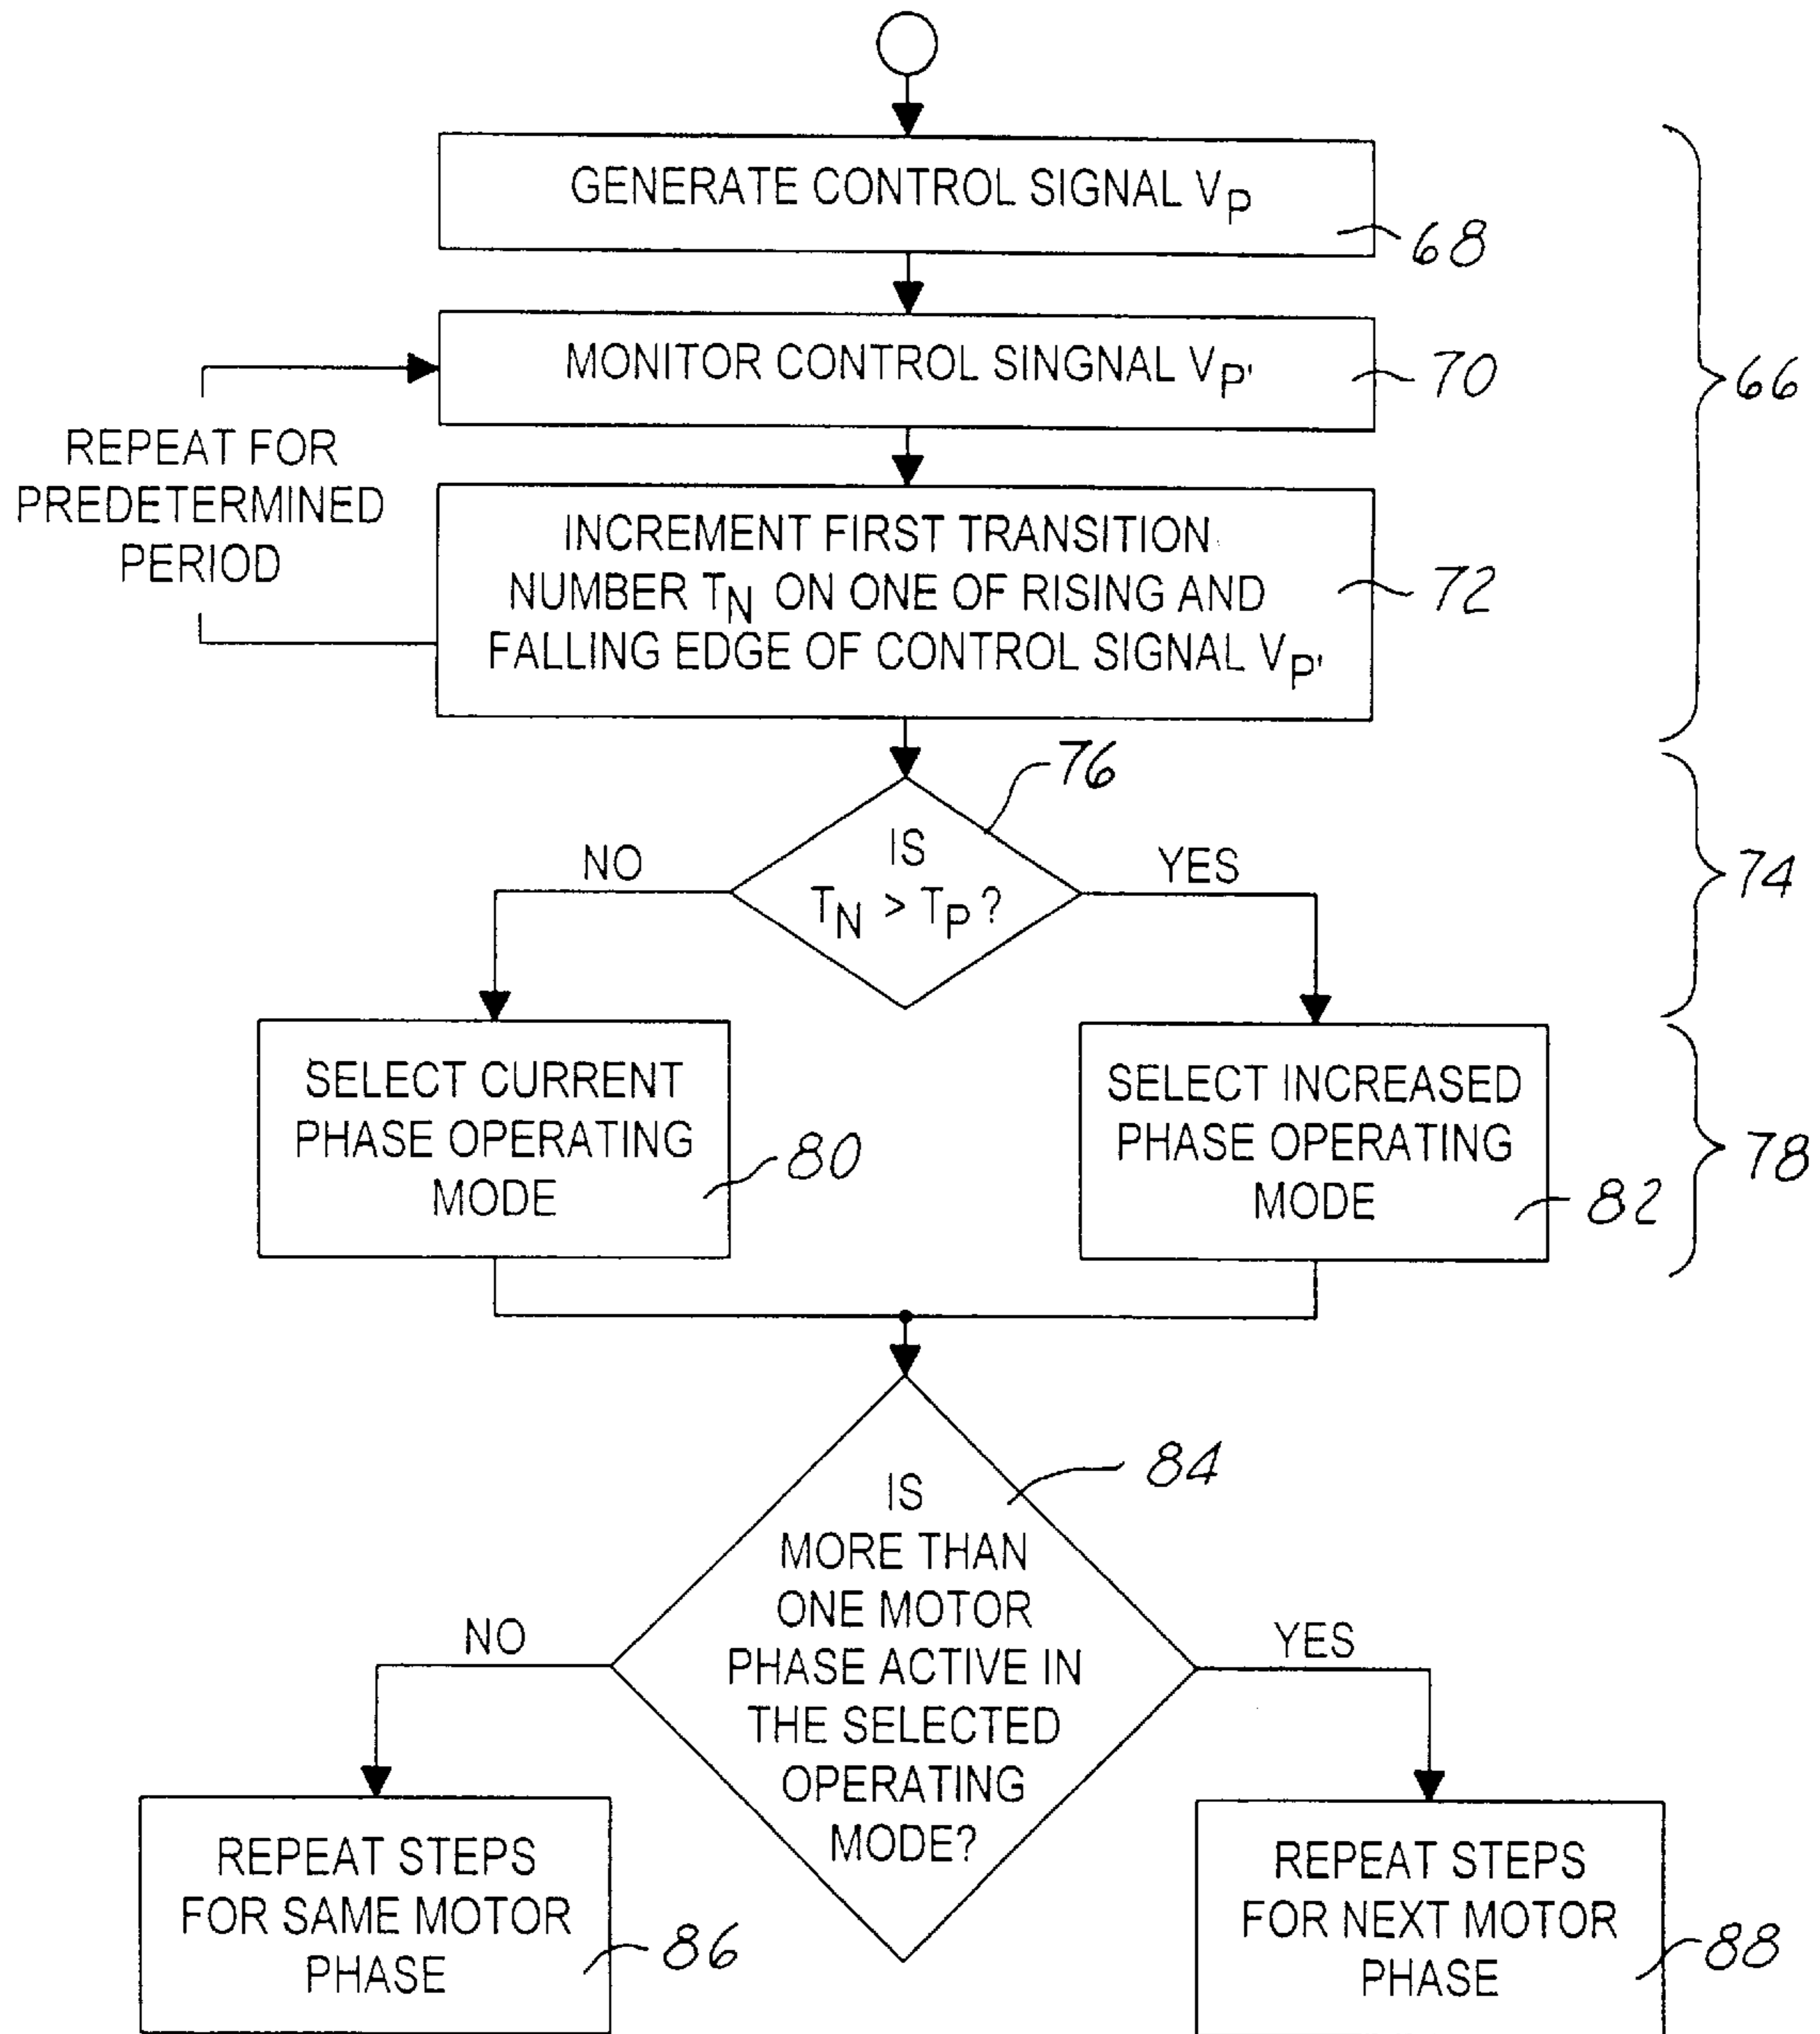 GENERATE CONTROL SIGNAL VP
68
MONITOR CONTROL SINGNAL VP'
70
66
REPEAT FOR
PREDETERMINED
PERIOD
INCREMENT FIRST TRANSITION
NUMBER TN ON ONE OF RISING AND
FALLING EDGE OF CONTROL SIGNAL VP'
72
76
IS
TN > TP?
NO
YES
74
SELECT CURRENT
PHASE OPERATING
MODE
80
SELECT INCREASED
PHASE OPERATING
MODE
82
78
84
IS
MORE THAN
ONE MOTOR
PHASE ACTIVE IN
THE SELECTED
OPERATING
MODE?
NO
YES
REPEAT STEPS
FOR SAME MOTOR
PHASE
86
REPEAT STEPS
FOR NEXT MOTOR
PHASE
88